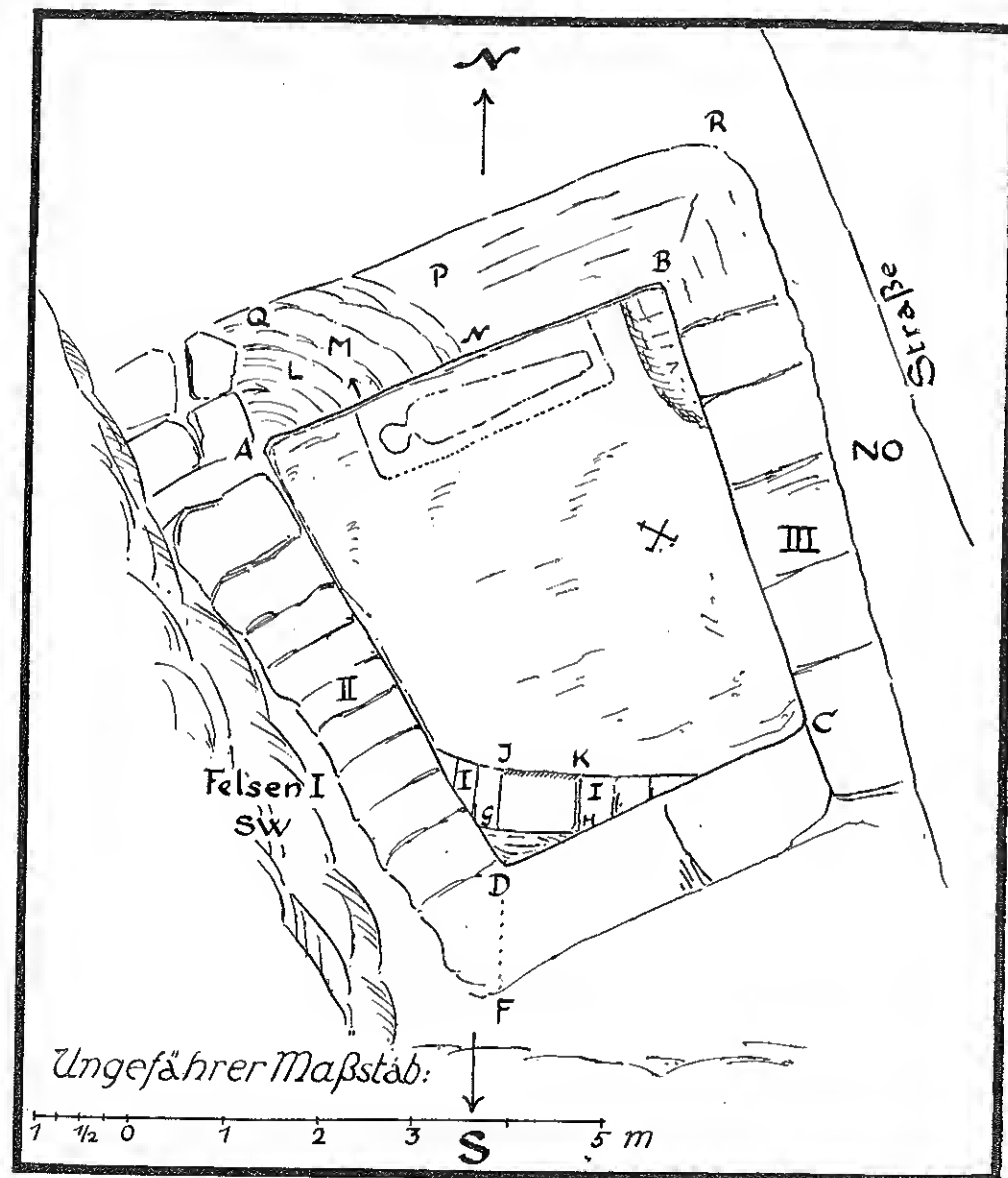 N
R
B
P
Q
N
M
L
A
Straße
NO
III
II
C
J K
I I
G H
Felsen I
SW
D
F
Ungefährer Maßstab:
1 1/2 0 1 2 3 5 m
S